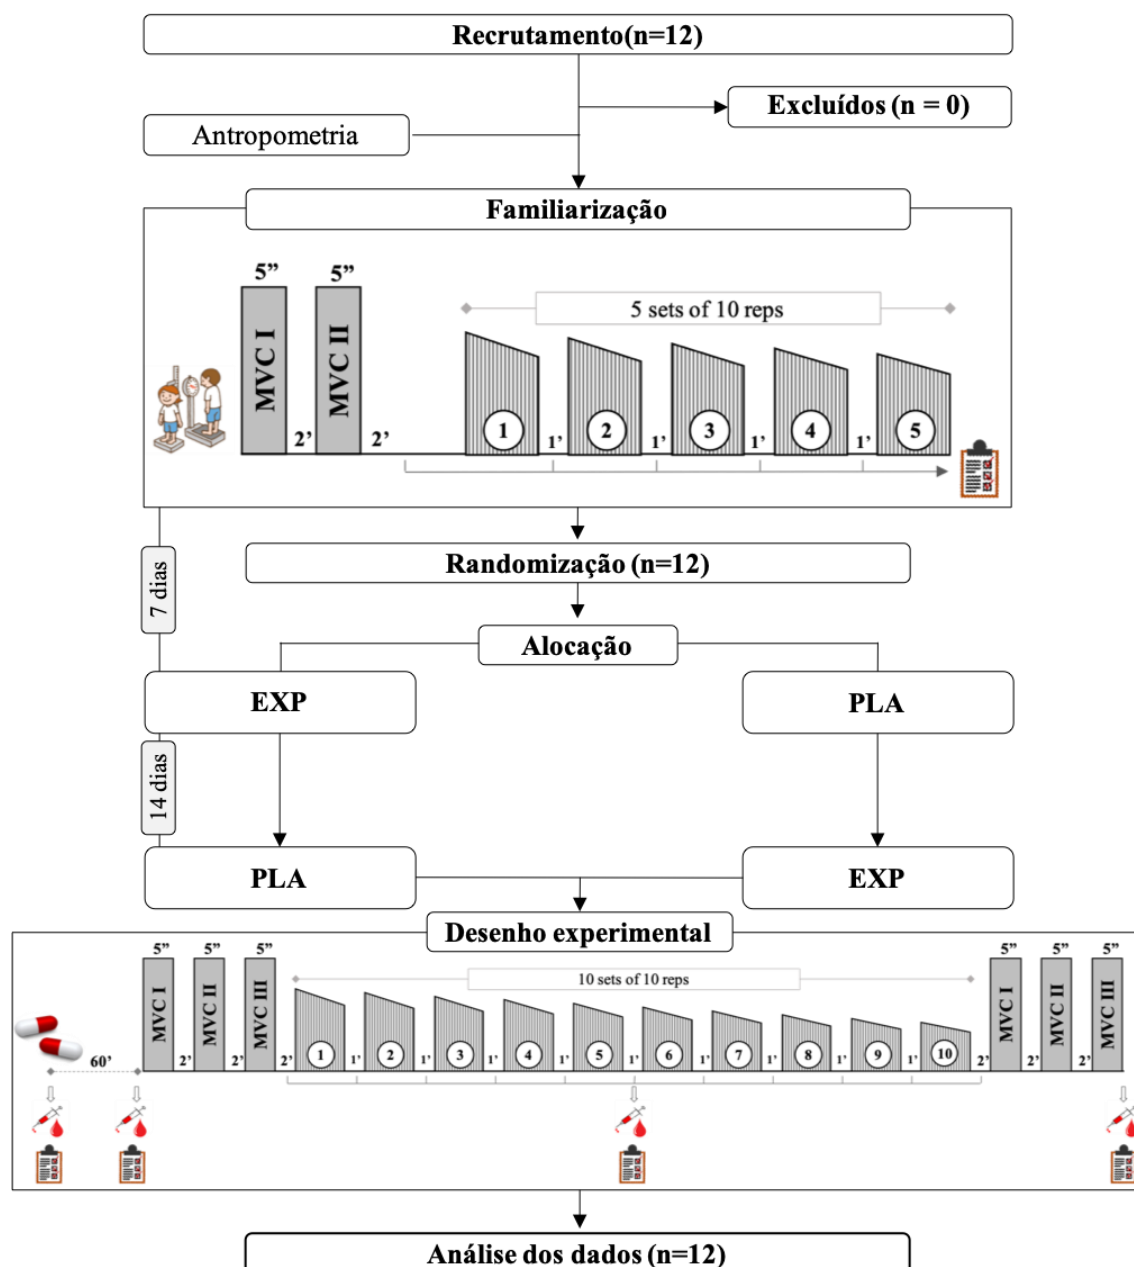 Recrutamento(n=12)
Excluídos (n = 0)
Antropometria
Familiarização
5” 5”
MVC I
MVC II
5 sets of 10 reps
1 2 3 4 5
2’ 2’ 1’ 1’ 1’ 1’
7 dias
Randomização (n=12)
Alocação
EXP PLA
14 dias
PLA EXP
Desenho experimental
5” 5” 5” 5” 5” 5”
MVC I
MVC II
MVC III
10 sets of 10 reps
MVC I
MVC II
MVC III
1 2 3 4 5 6 7 8 9 10
60’ 2’ 2’ 2’ 1’ 1’ 1’ 1’ 1’ 1’ 1’ 1’ 1’ 2’ 2’ 2’
Análise dos dados (n=12)